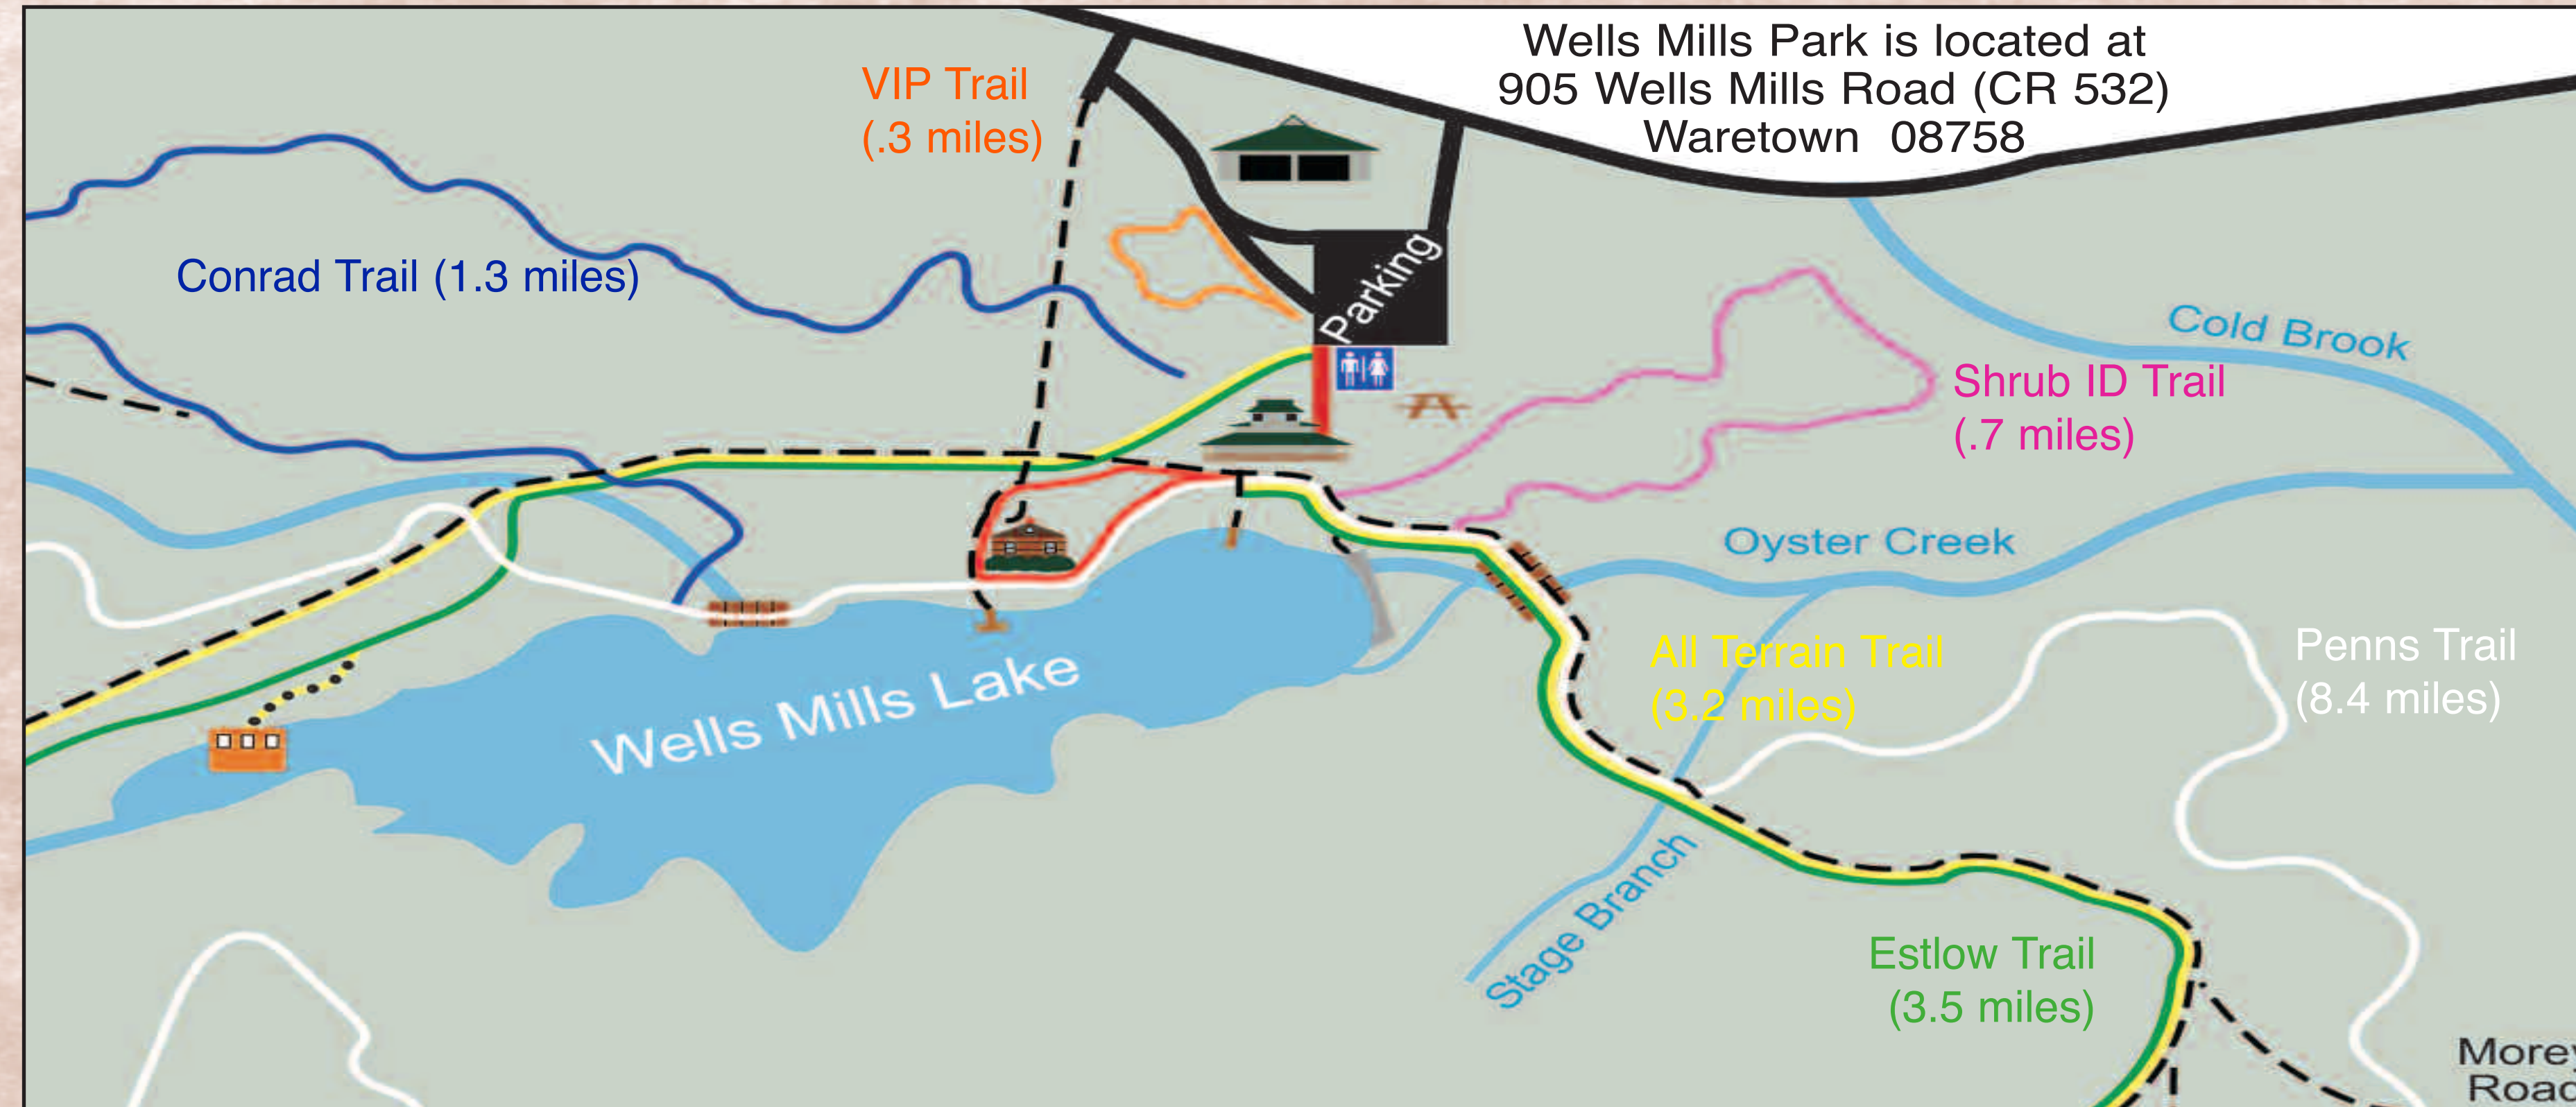 Wells Mills Park is located at
905 Wells Mills Road (CR 532)
Waretown 08758
VIP Trail
(.3 miles)
Conrad Trail (1.3 miles)
Parking
Cold Brook
Shrub ID Trail
(.7 miles)
Oyster Creek
All Terrain Trail
(3.2 miles)
Penns Trail
(8.4 miles)
Wells Mills Lake
Stage Branch
Estlow Trail
(3.5 miles)
Morey
Road